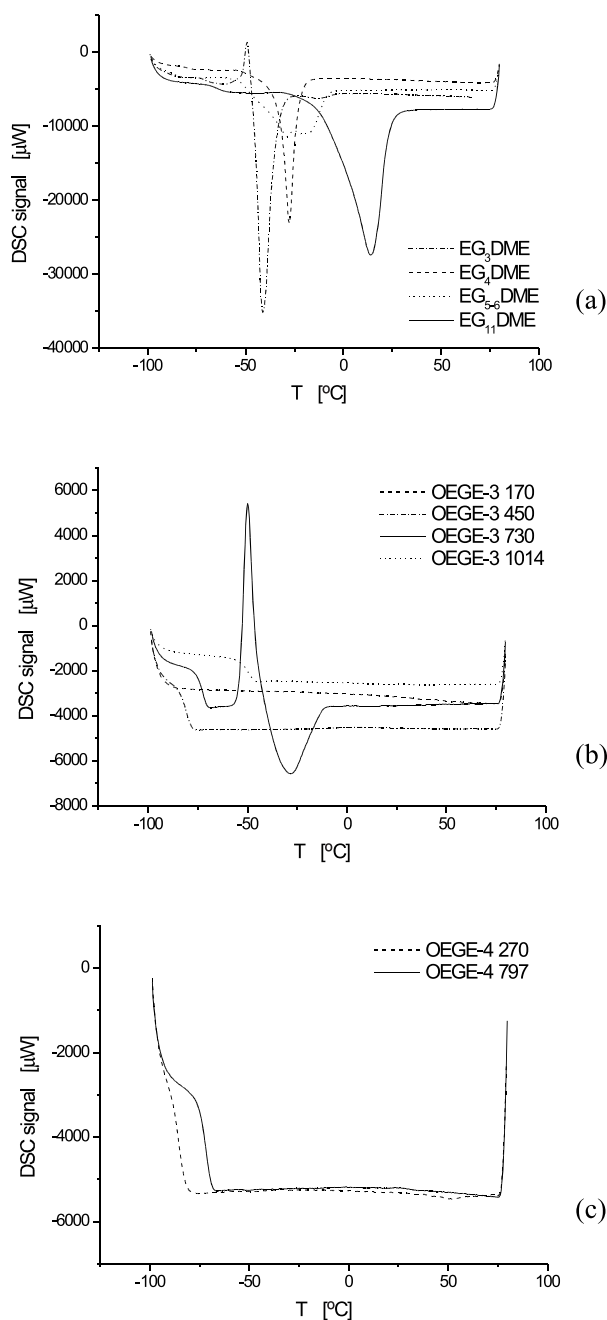 0
-10000
-20000
-30000
-40000
DSC signal [µW]
EG3DME
EG4DME
EG5-6DME
EG11DME
-100 -50 0 50 100
T [ºC]
(a)
6000
4000
2000
0
-2000
-4000
-6000
-8000
DSC signal [µW]
OEGE-3 170
OEGE-3 450
OEGE-3 730
OEGE-3 1014
-100 -50 0 50 100
T [ºC]
(b)
0
-2000
-4000
-6000
DSC signal [µW]
OEGE-4 270
OEGE-4 797
-100 -50 0 50 100
T [ºC]
(c)